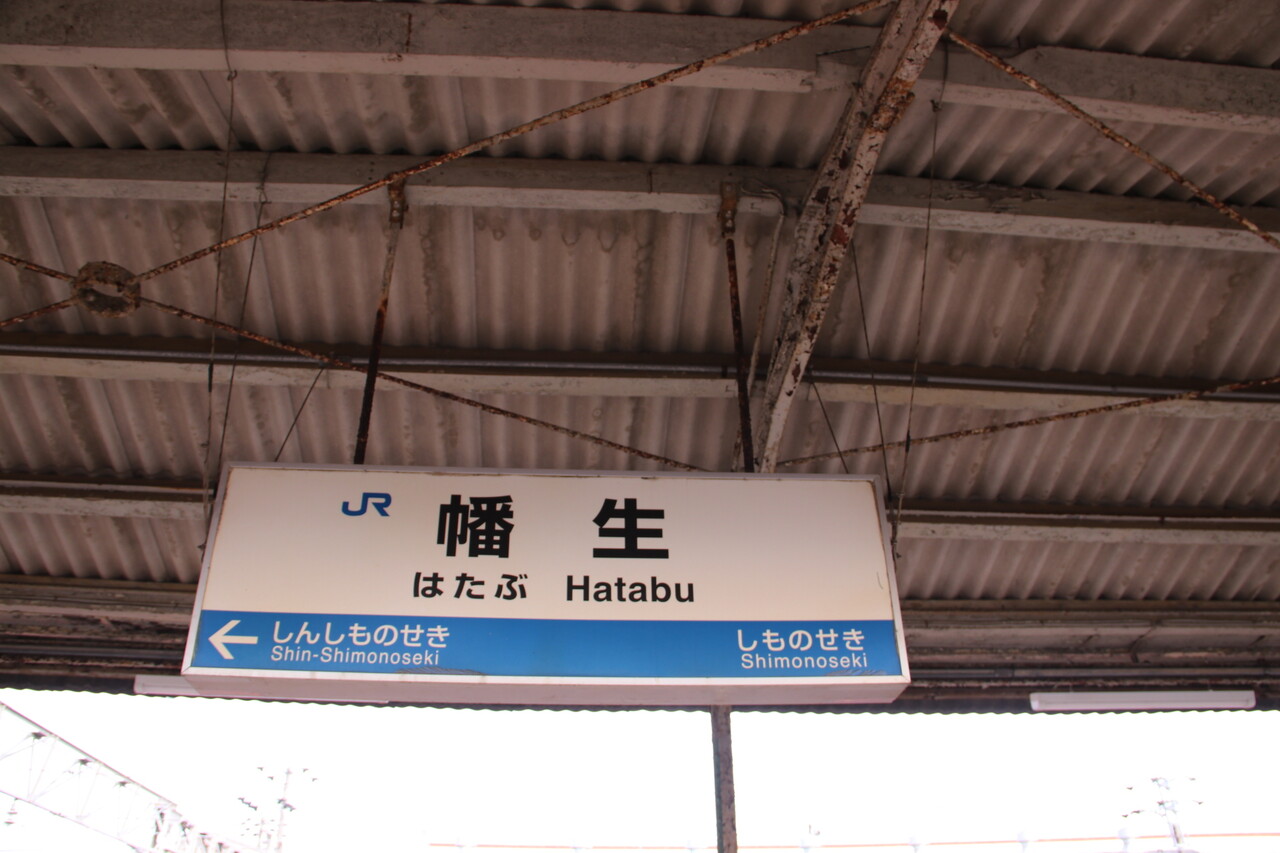 JR 幡生
はたぶ Hatabu
← しんしものせき しものせき
Shin-Shimonoseki Shimonoseki